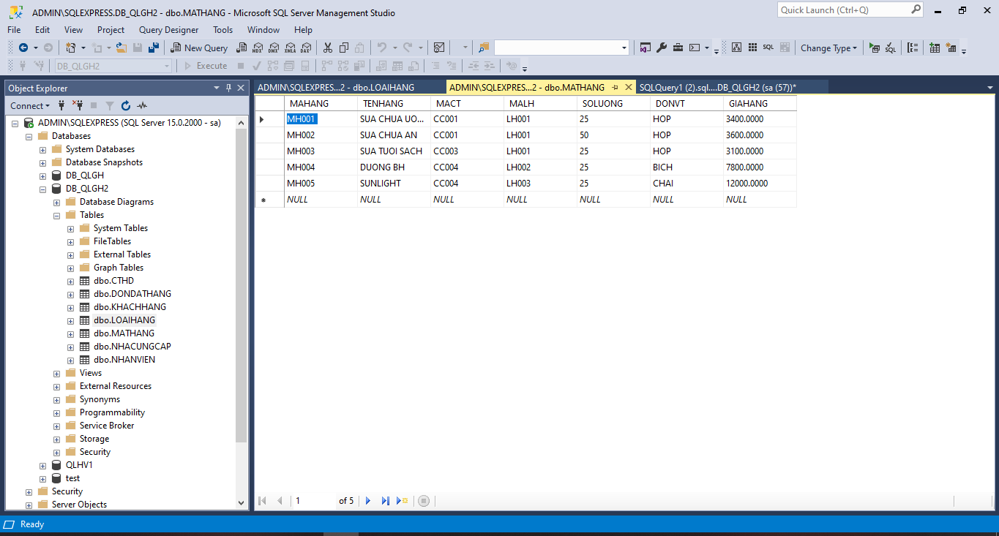 ADMIN\SQLEXPRESS.DB_QLGH2 - dbo.MATHANG - Microsoft SQL Server Management Studio
Quick Launch (Ctrl+Q)
File Edit View Project Query Designer Tools Window Help
New Query MDX DMX XMLA DAX SQL Change Type SQL
DB_QLGH2 Execute
Object Explorer
Connect
ADMIN\SQLEXPRESS (SQL Server 15.0.2000 - sa)
Databases
System Databases
Database Snapshots
DB_QLGH
DB_QLGH2
Database Diagrams
Tables
System Tables
FileTables
External Tables
Graph Tables
dbo.CTHD
dbo.DONDATHANG
dbo.KHACHHANG
dbo.LOAIHANG
dbo.MATHANG
dbo.NHACUNGCAP
dbo.NHANVIEN
Views
External Resources
Synonyms
Programmability
Service Broker
Storage
Security
QLHV1
test
Security
Server Objects
ADMIN\SQLEXPRES...2 - dbo.LOAIHANG ADMIN\SQLEXPRES...2 - dbo.MATHANG SQLQuery1 (2).sql....DB_QLGH2 (sa (57))*
MAHANG TENHANG MACT MALH SOLUONG DONVT GIAHANG
MH001 SUA CHUA UO... CC001 LH001 25 HOP 3400.0000
MH002 SUA CHUA AN CC001 LH001 50 HOP 3600.0000
MH003 SUA TUOI SACH CC003 LH001 25 HOP 3100.0000
MH004 DUONG BH CC004 LH002 25 BICH 7800.0000
MH005 SUNLIGHT CC004 LH003 25 CHAI 12000.0000
NULL NULL NULL NULL NULL NULL NULL
1 of 5
Ready